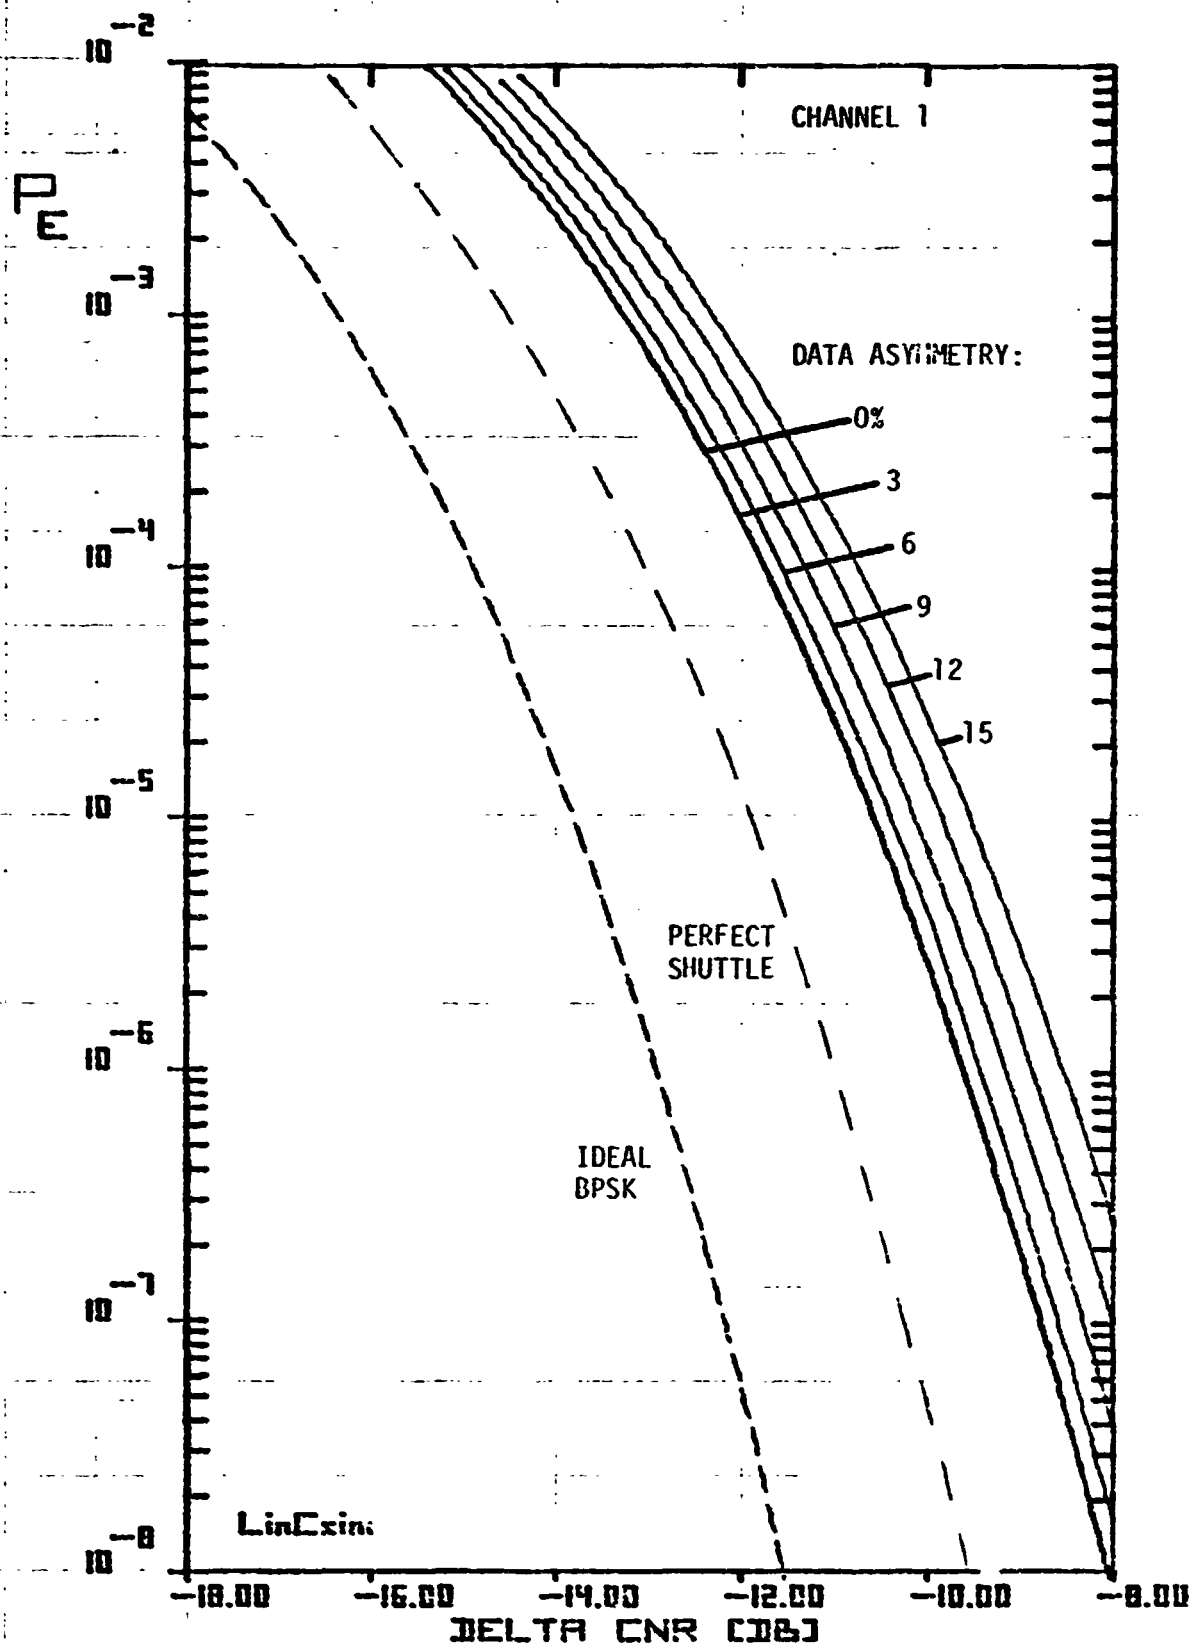 10^-2
CHANNEL 1
P_E
10^-3
DATA ASYMMETRY:
0%
3
10^-4
6
9
12
15
10^-5
PERFECT
SHUTTLE
10^-6
IDEAL
BPSK
10^-7
LinCsim
10^-8
-18.00 -16.00 -14.00 -12.00 -10.00 -8.00
DELTA CNR [DB]